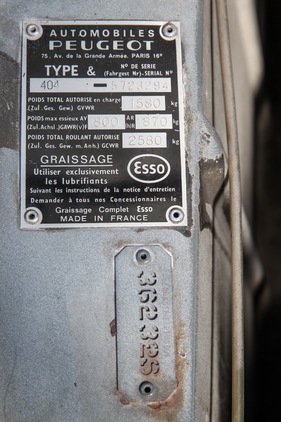 AUTOMOBILES
PEUGEOT
75, Av. de la Grande Armée. PARIS 16e
TYPE & N° DE SERIE (Fahrgest Nr)-SERIAL N°
404
POIDS TOTAL AUTORISE en charge
(Zul. Ges. Gew) GVWR 1580 kg
POIDS max essieux AV AR
(Zul. Achsl.)GAWR(v) (h)HR 870 kg
POIDS TOTAL ROULANT AUTORISE
(Zul. Ges. Gew. m. Anh.) GCWR 2580 kg
GRAISSAGE
Utiliser exclusivement
les lubrifiants
Esso
Suivant les instructions de la notice d'entretien
Demander à tous nos Concessionnaires le
Graissage Complet Esso
MADE IN FRANCE